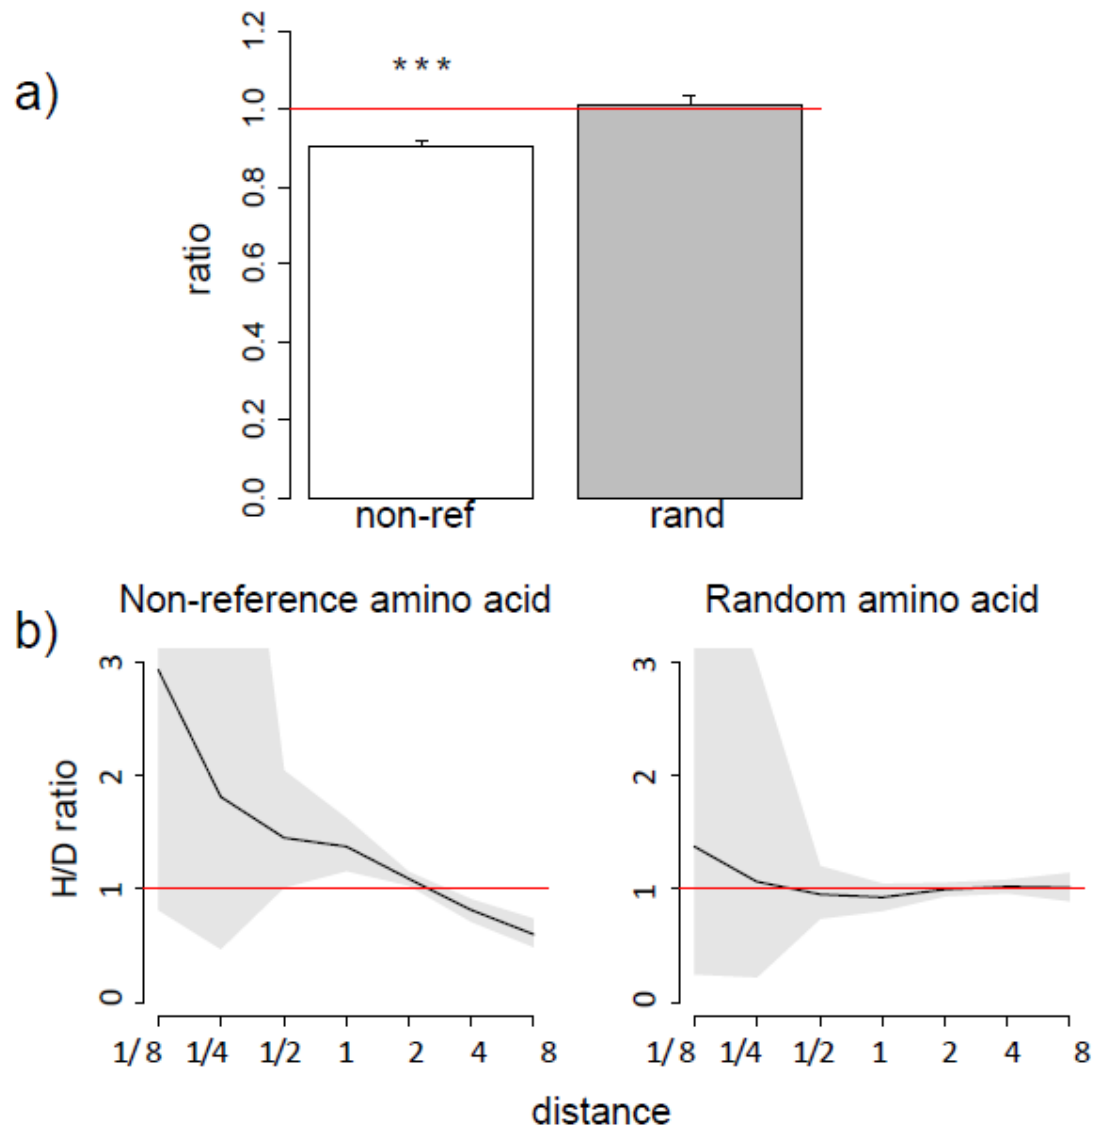 a)
ratio
1.2
1.0
0.8
0.6
0.4
0.2
0.0
***
non-ref rand
b)
Non-reference amino acid
H/D ratio
3
2
1
0
1/8 1/4 1/2 1 2 4 8
Random amino acid
3
2
1
0
1/8 1/4 1/2 1 2 4 8
distance